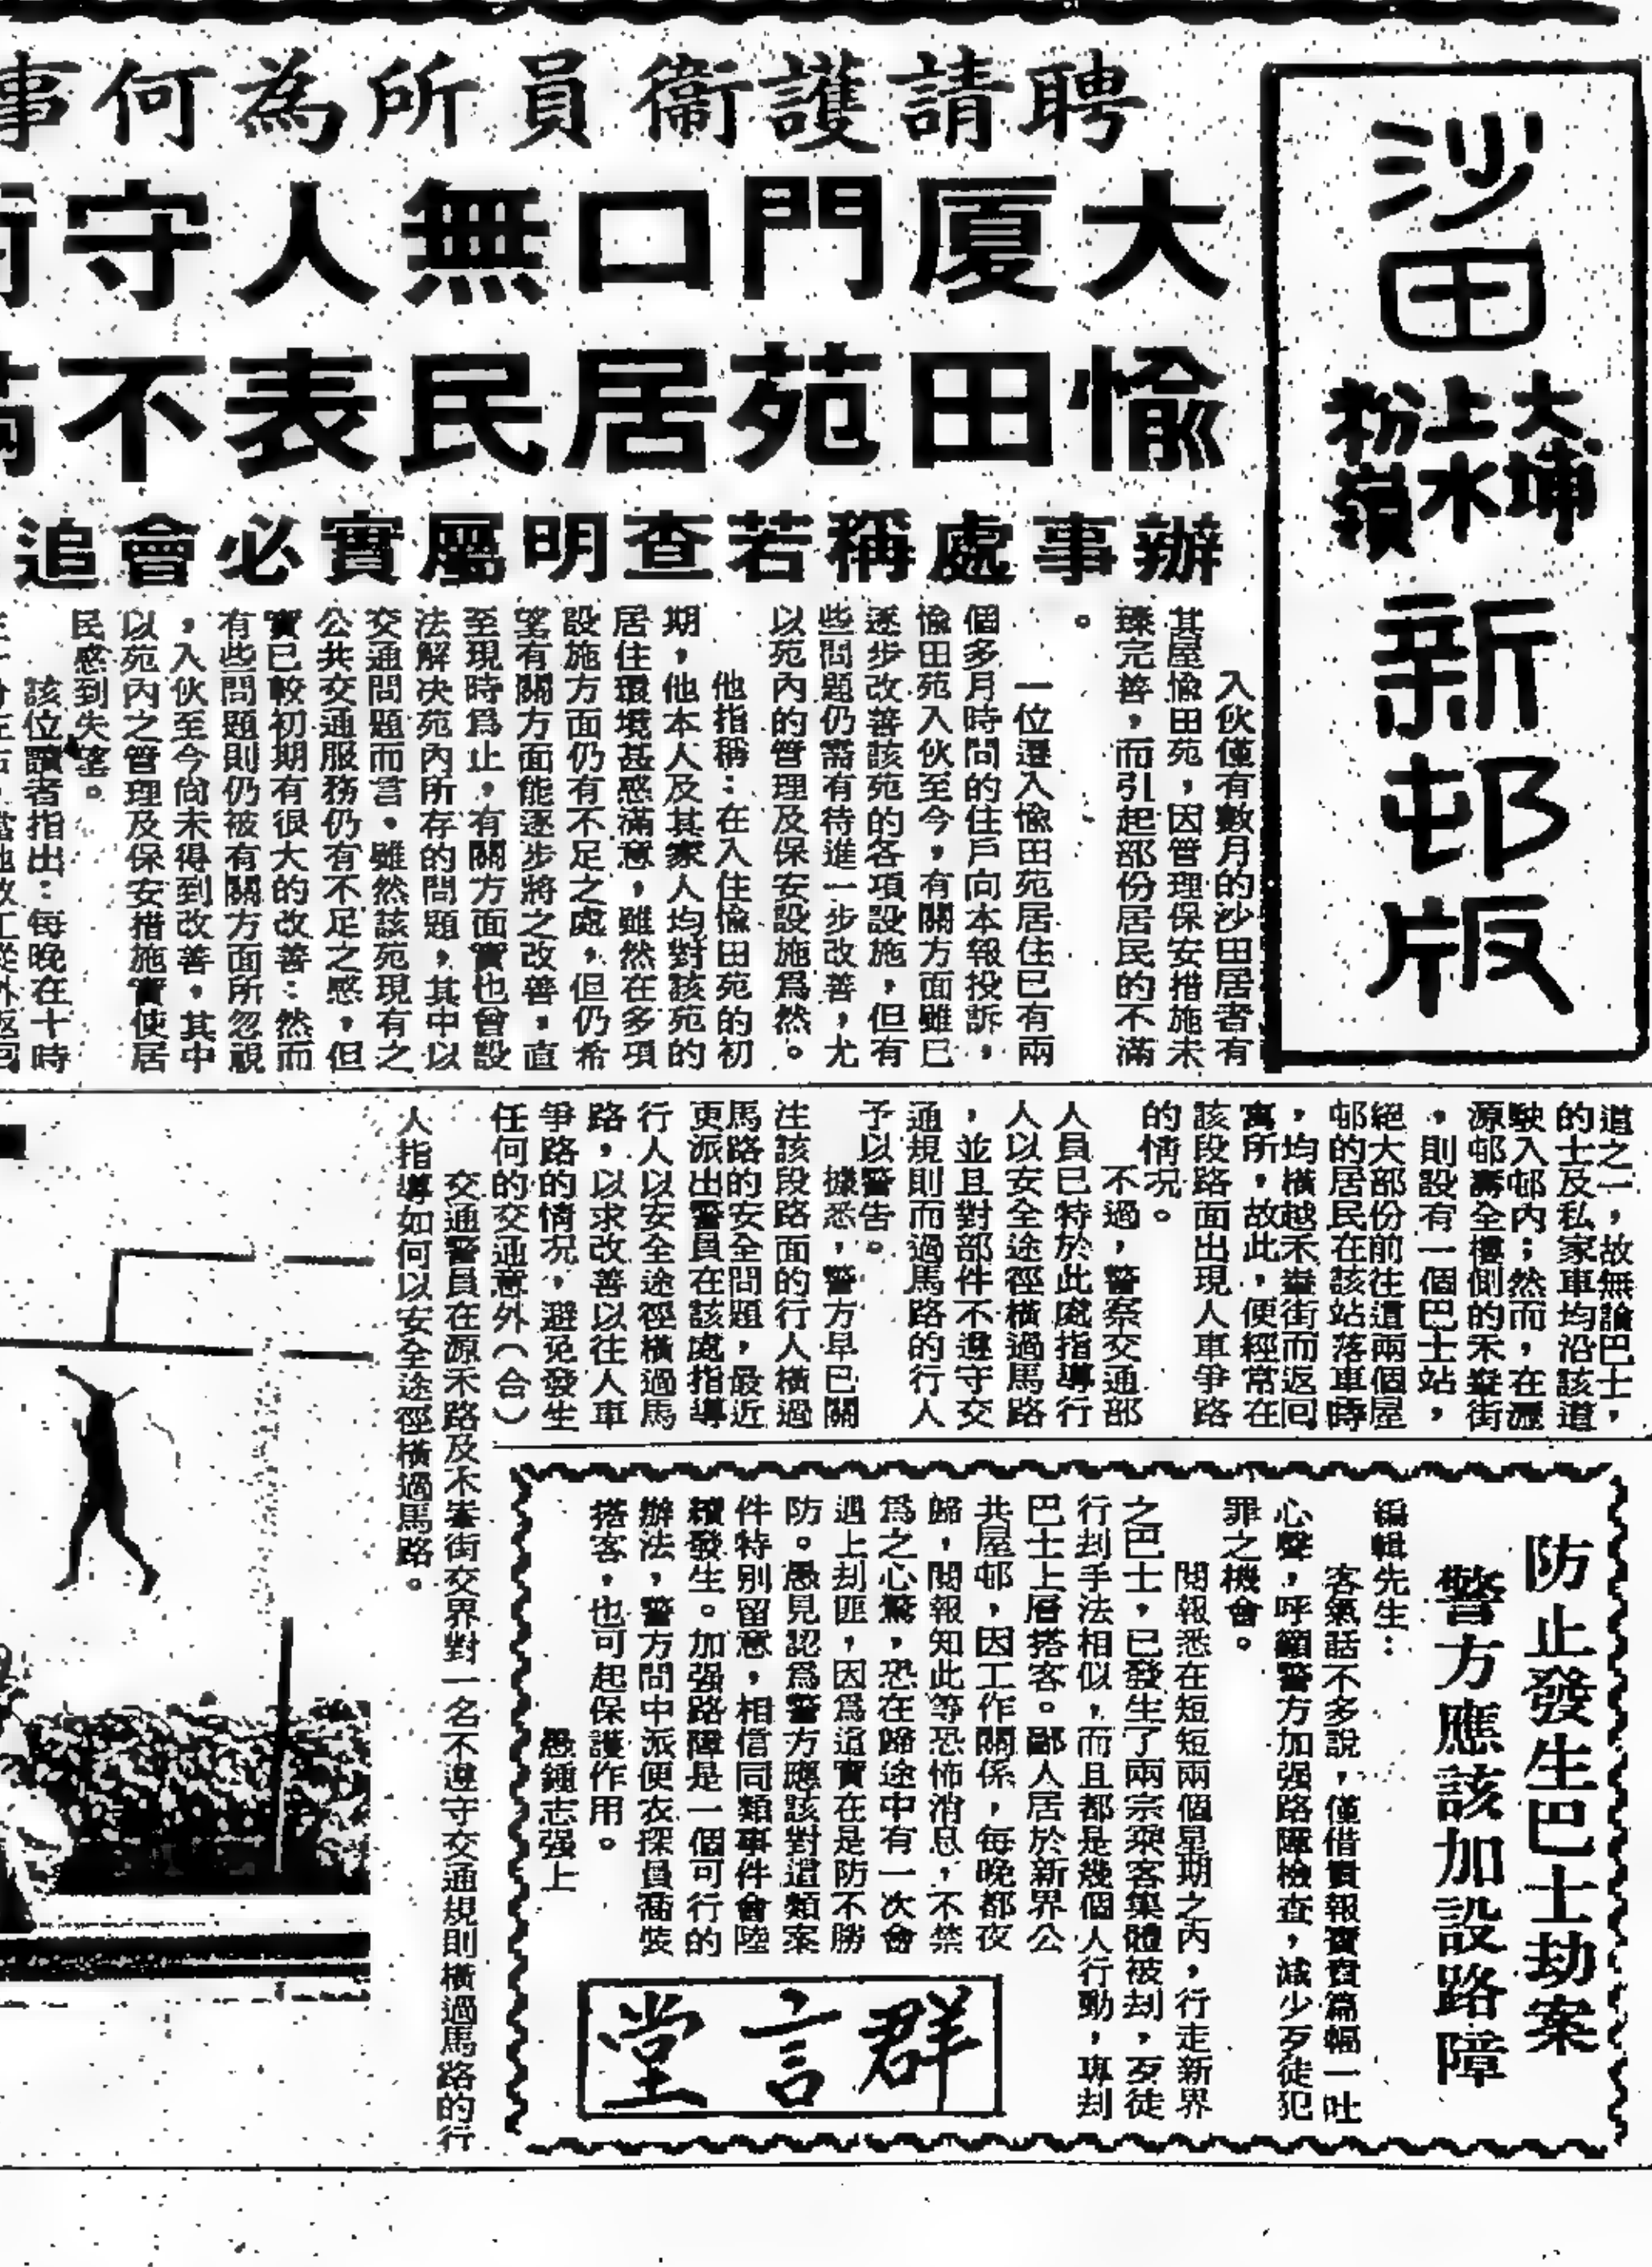 沙田
大埔
上水
粉嶺
新邨版
聘請護衞員所為何事
大厦門口無人守
愉田苑居民表不滿
辦事處稱若查明屬實必會追
入伙僅有數月的沙田居者有
其屋愉田苑，因管理保安措施未
臻完善，而引起部份居民的不滿
。
一位遷入愉田苑居住已有兩
個多月時間的住戶向本報投訴，
愉田苑入伙至今，有關方面雖已
逐步改善該苑的各項設施，但有
些問題仍需有待進一步改善，尤
以苑內的管理及保安設施爲然。
他指稱：在入住愉田苑的初
期，他本人及其家人均對該苑的
居住環境甚感滿意，雖然在多項
設施方面仍有不足之處，但仍希
望有關方面能逐步將之改善，直
至現時爲止，有關方面實也曾設
法解決苑內所存的問題，其中以
交通問題而言，雖然該苑現有之
公共交通服務仍有不足之感，但
實已較初期有很大的改善；然而
有些問題則仍被有關方面所忽視
，入伙至今尚未得到改善，其中
以苑內之管理及保安措施實使居
民感到失望。
該位讀者指出：每晚在十時
道之一，故無論巴士，
的士及私家車均沿該道
駛入邨內；然而，在瀝
源邨壽全樓側的禾輋街
，則設有一個巴士站，
絕大部份前往這兩個屋
邨的居民在該站落車時
，均橫越禾輋街而返回
寓所，故此，便經常在
該段路面出現人車爭路
的情況。
不過，警察交通部
人員已特於此處指導行
人以安全途徑橫過馬路
，並且對部件不遵守交
通規則而過馬路的行人
予以警告。
據悉，警方早已關
注該段路面的行人橫過
馬路的安全問題，最近
更派出警員在該處指導
行人以安全途徑橫過馬
路，以求改善以往人車
爭路的情況，避免發生
任何的交通意外（合）
交通警員在源禾路及禾輋街交界對一名不遵守交通規則橫過馬路的行
人指導如何以安全途徑橫過馬路。
防止發生巴士劫案
警方應該加設路障
編輯先生：
客氣話不多說，僅借貴報寶貴篇幅一吐
心聲，呼籲警方加强路障檢查，減少歹徒犯
罪之機會。
閱報悉在短短兩個星期之內，行走新界
之巴士，已發生了兩宗乘客集體被刦，歹徒
行刦手法相似，而且都是幾個人行動，專刦
巴士上層搭客。鄙人居於新界公
共屋邨，因工作關係，每晚都夜
歸，閱報知此等恐怖消息，不禁
爲之心驚，恐在歸途中有一次會
遇上刦匪，因爲這實在是防不勝
防。愚見認爲警方應該對這類案
件特別留意，相信同類事件會陸
續發生。加强路障是一個可行的
辦法，警方間中派便衣探員喬裝
搭客，也可起保護作用。
愚鍾志强上
群言堂